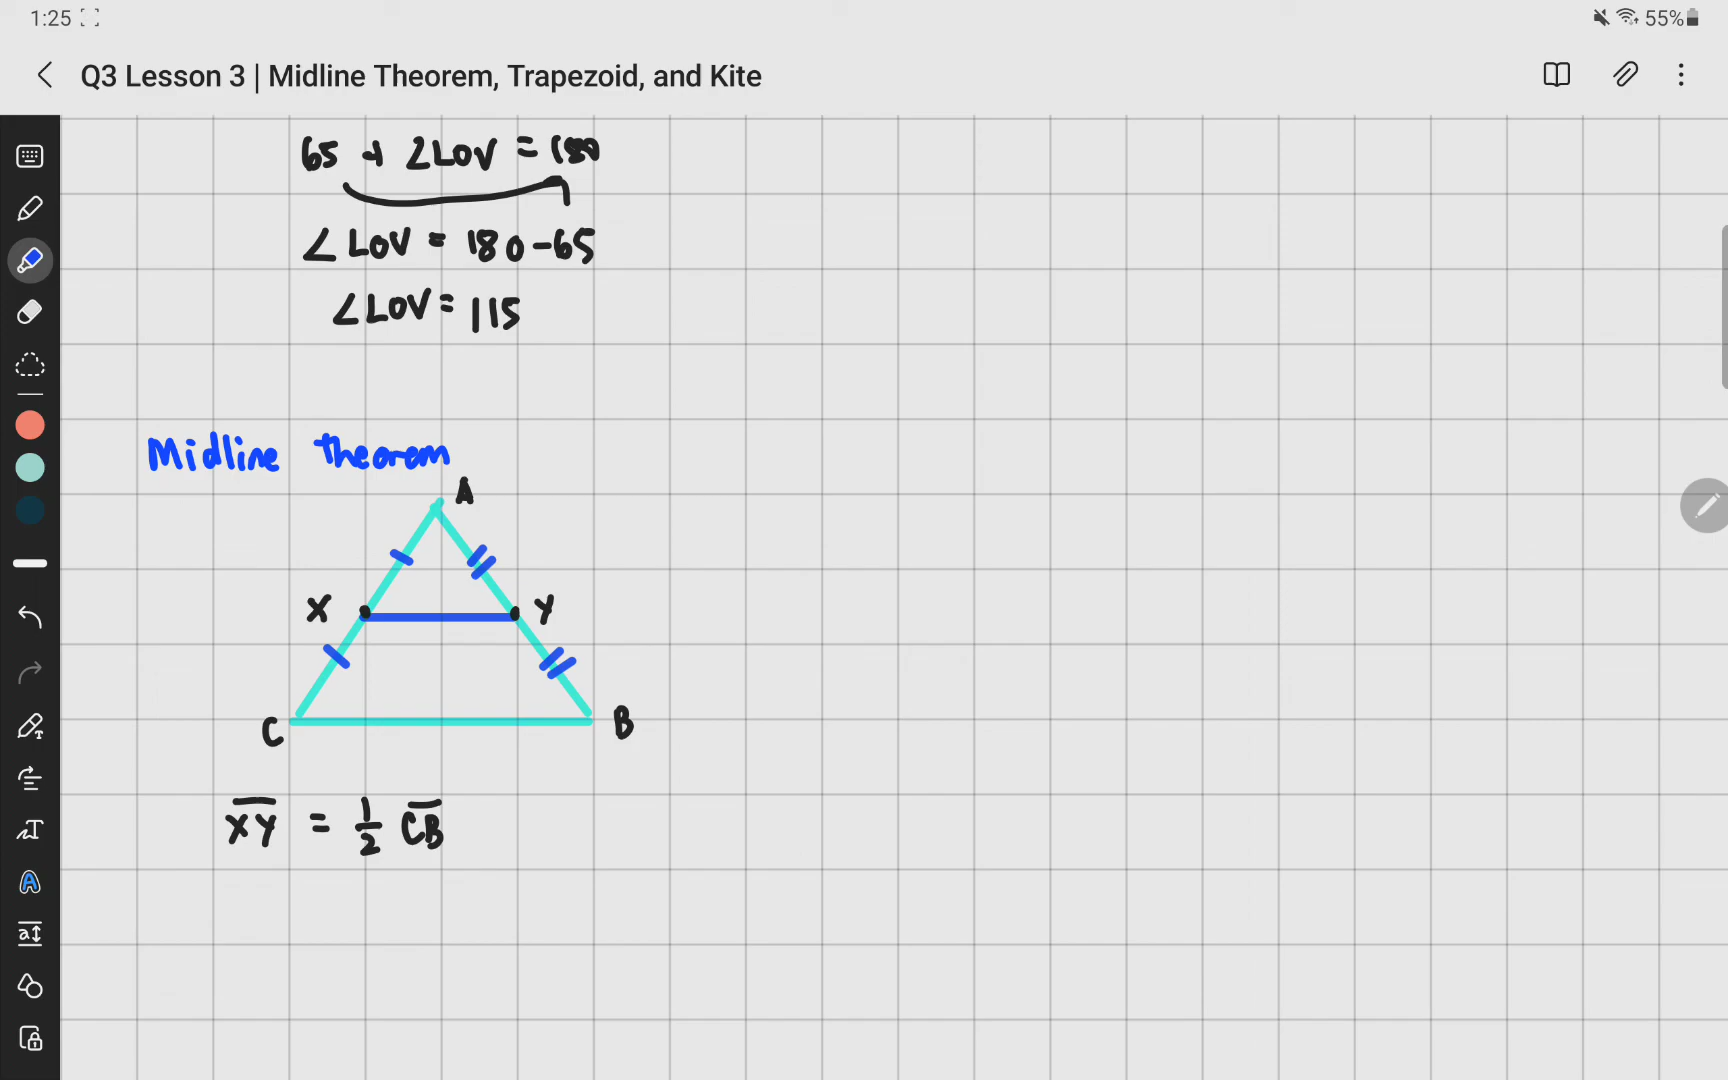 1:25 55%
Q3 Lesson 3 | Midline Theorem, Trapezoid, and Kite
65 + ∠LOV = 180
∠LOV = 180-65
∠LOV = 115
Midline theorem
A
X Y
C B
XY = 1/2 CB